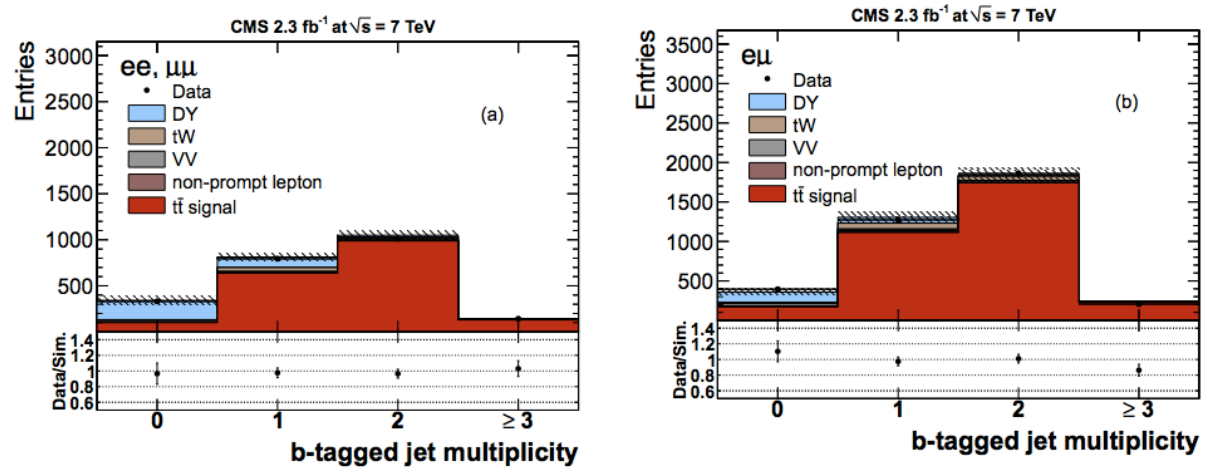 CMS 2.3 fb⁻¹ at √s = 7 TeV
Entries
3000
2500
2000
1500
1000
500
ee, μμ
Data
DY
tW
VV
non-prompt lepton
tt̄ signal
(a)
Data/Sim.
1.4
1.2
1
0.8
0.6
0 1 2 ≥ 3
b-tagged jet multiplicity
CMS 2.3 fb⁻¹ at √s = 7 TeV
Entries
3500
3000
2500
2000
1500
1000
500
eμ
Data
DY
tW
VV
non-prompt lepton
tt̄ signal
(b)
Data/Sim.
1.4
1.2
1
0.8
0.6
0 1 2 ≥ 3
b-tagged jet multiplicity